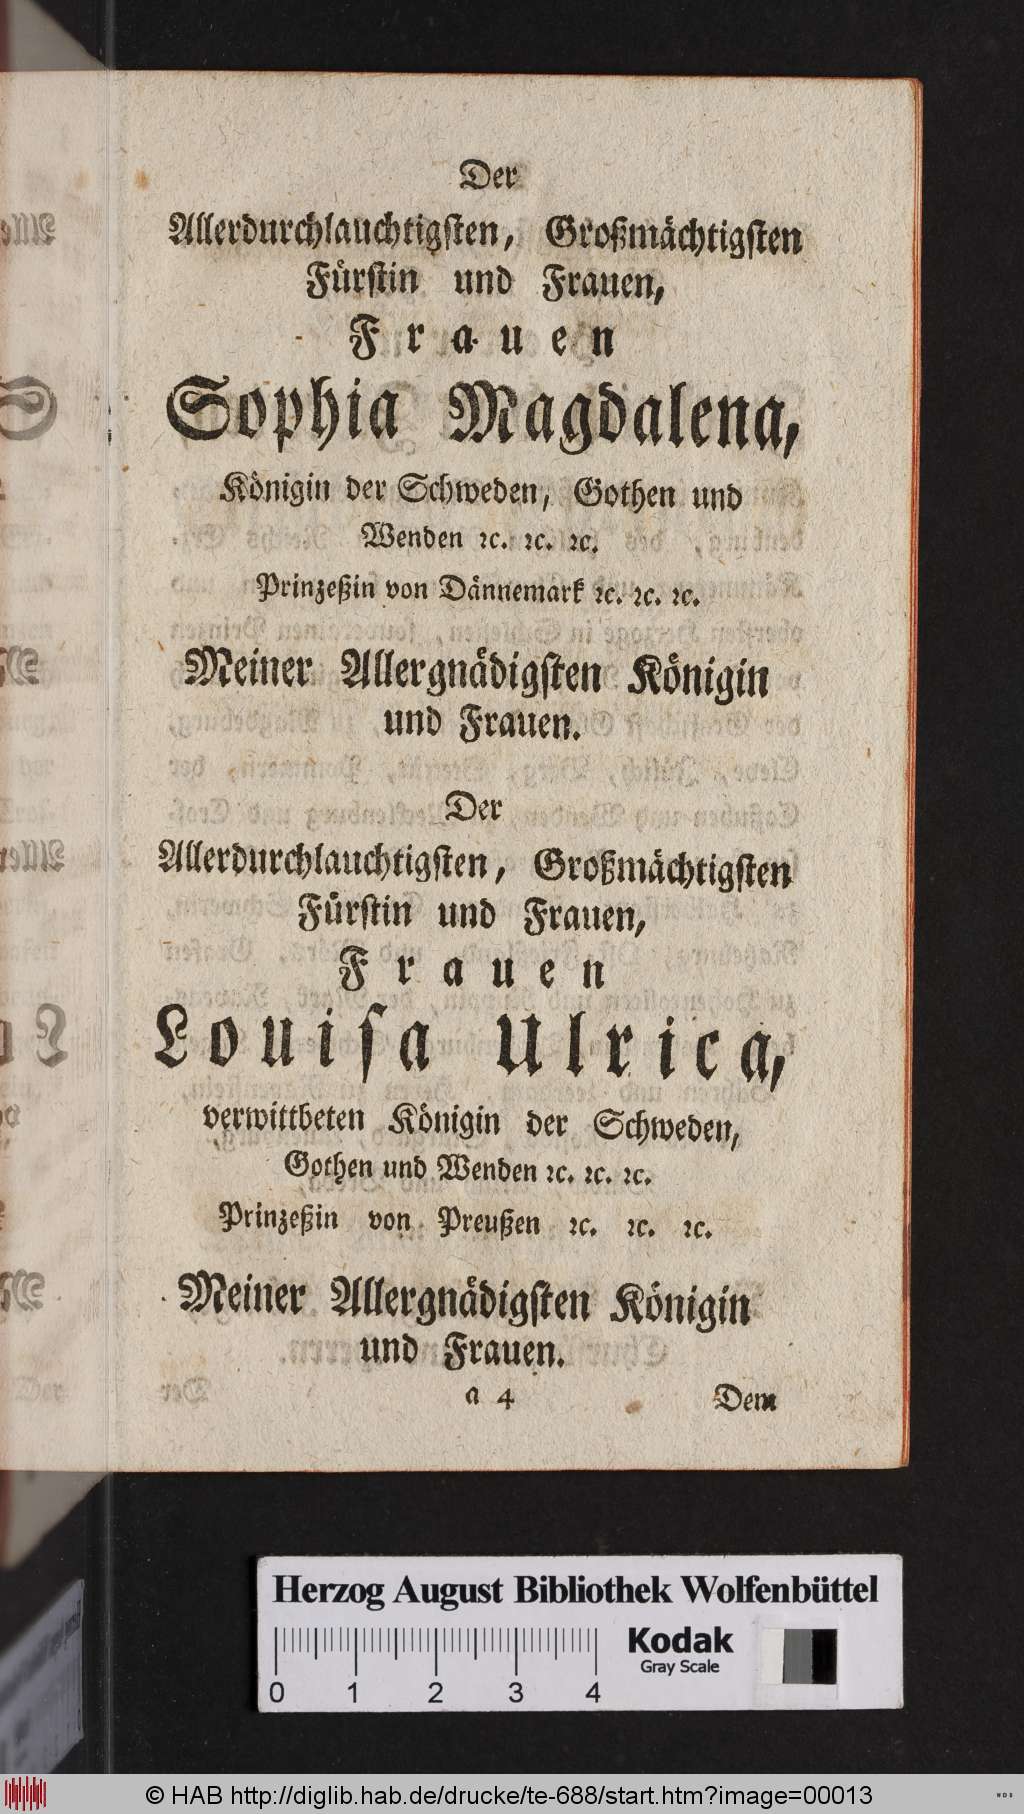 Der
Allerdurchlauchtigsten, Großmächtigsten
Fürstin und Frauen,
Frauen
Sophia Magdalena,
Königin der Schweden, Gothen und
Wenden ꝛc. ꝛc. ꝛc.
Prinzeßin von Dännemark ꝛc. ꝛc. ꝛc.
Meiner Allergnädigsten Königin
und Frauen.
Der
Allerdurchlauchtigsten, Großmächtigsten
Fürstin und Frauen,
Frauen
Louisa Ulrica,
verwittbeten Königin der Schweden,
Gothen und Wenden ꝛc. ꝛc. ꝛc.
Prinzeßin von Preußen ꝛc. ꝛc. ꝛc.
Meiner Allergnädigsten Königin
und Frauen.
a 4 Dem
Herzog August Bibliothek Wolfenbüttel
Kodak
Gray Scale
0 1 2 3 4
© HAB http://diglib.hab.de/drucke/te-688/start.htm?image=00013